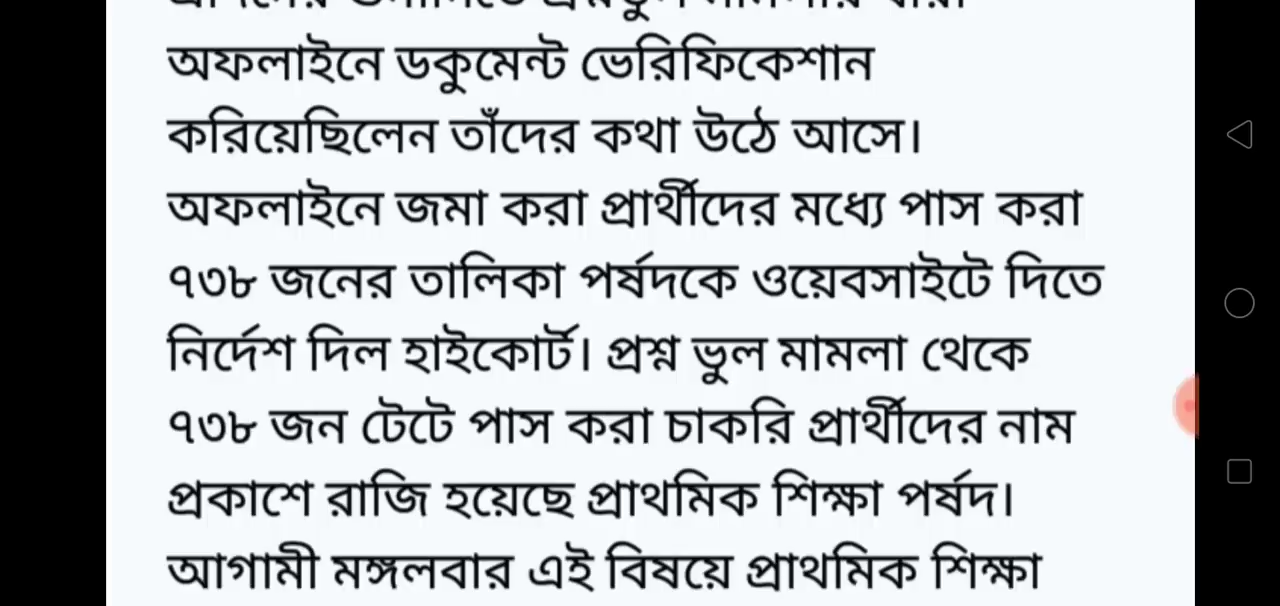 অফলাইনে ডকুমেন্ট ভেরিফিকেশান
করিয়েছিলেন তাঁদের কথা উঠে আসে।
অফলাইনে জমা করা প্রার্থীদের মধ্যে পাস করা
৭৩৮ জনের তালিকা পর্ষদকে ওয়েবসাইটে দিতে
নির্দেশ দিল হাইকোর্ট। প্রশ্ন ভুল মামলা থেকে
৭৩৮ জন টেটে পাস করা চাকরি প্রার্থীদের নাম
প্রকাশে রাজি হয়েছে প্রাথমিক শিক্ষা পর্ষদ।
আগামী মঙ্গলবার এই বিষয়ে প্রাথমিক শিক্ষা